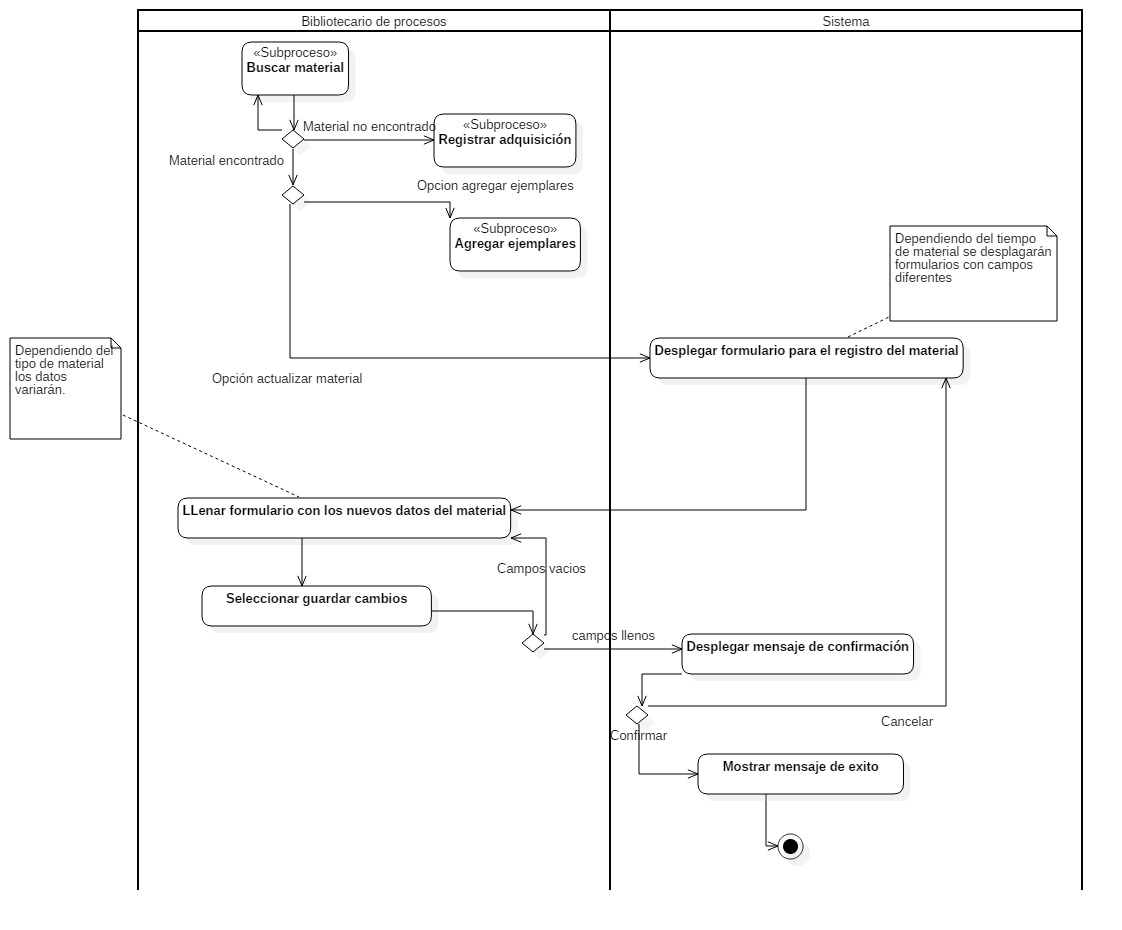 Bibliotecario de procesos
Sistema
«Subproceso»
Buscar material
Material no encontrado
«Subproceso»
Registrar adquisición
Material encontrado
Opcion agregar ejemplares
«Subproceso»
Agregar ejemplares
Dependiendo del tiempo
de material se desplagarán
formularios con campos
diferentes
Dependiendo del
tipo de material
los datos
variarán.
Desplegar formulario para el registro del material
Opción actualizar material
LLenar formulario con los nuevos datos del material
Campos vacios
Seleccionar guardar cambios
campos llenos
Desplegar mensaje de confirmación
Cancelar
Confirmar
Mostrar mensaje de exito